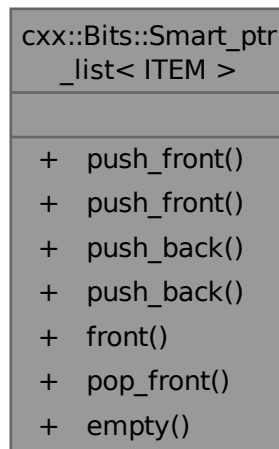 cxx::Bits::Smart_ptr
_list< ITEM >
+ push_front()
+ push_front()
+ push_back()
+ push_back()
+ front()
+ pop_front()
+ empty()